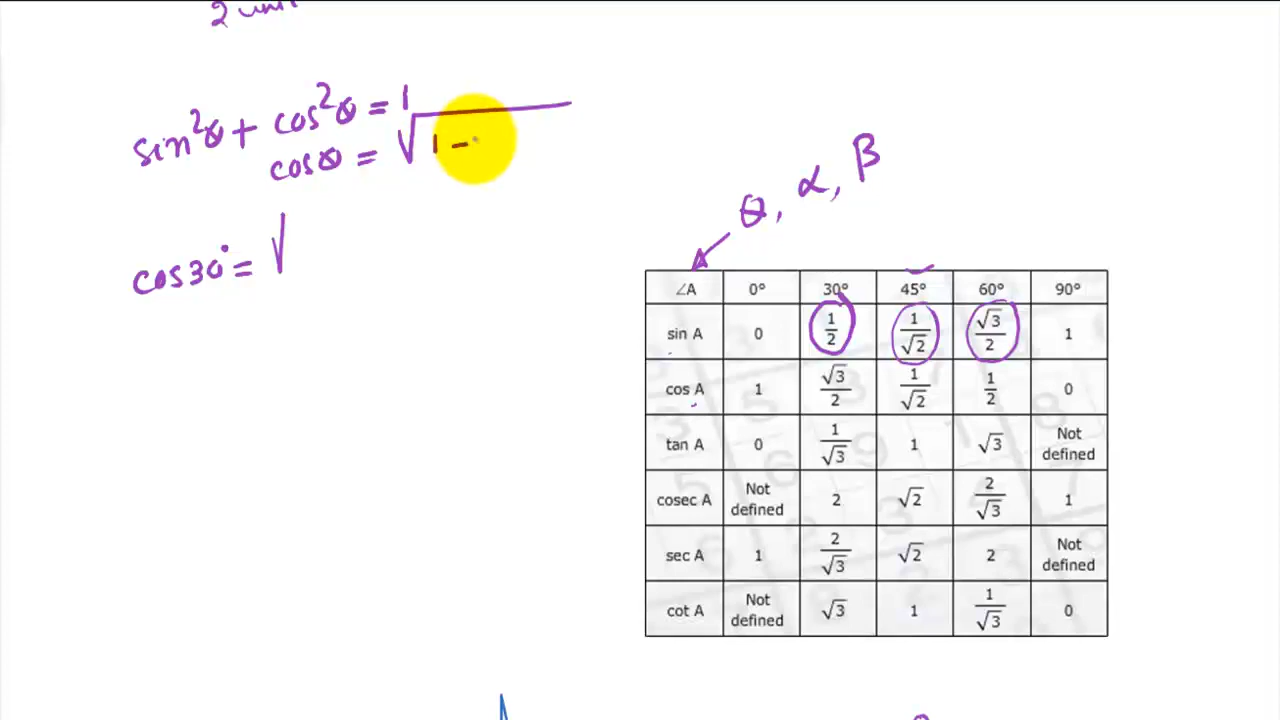 2 unit
sin²θ + cos²θ = 1
cosθ = √1 -
cos30° = √
θ, α, β
∠A 0° 30° 45° 60° 90°
sin A 0 1/2 1/√2 √3/2 1
cos A 1 √3/2 1/√2 1/2 0
tan A 0 1/√3 1 √3 Not defined
cosec A Not defined 2 √2 2/√3 1
sec A 1 2/√3 √2 2 Not defined
cot A Not defined √3 1 1/√3 0